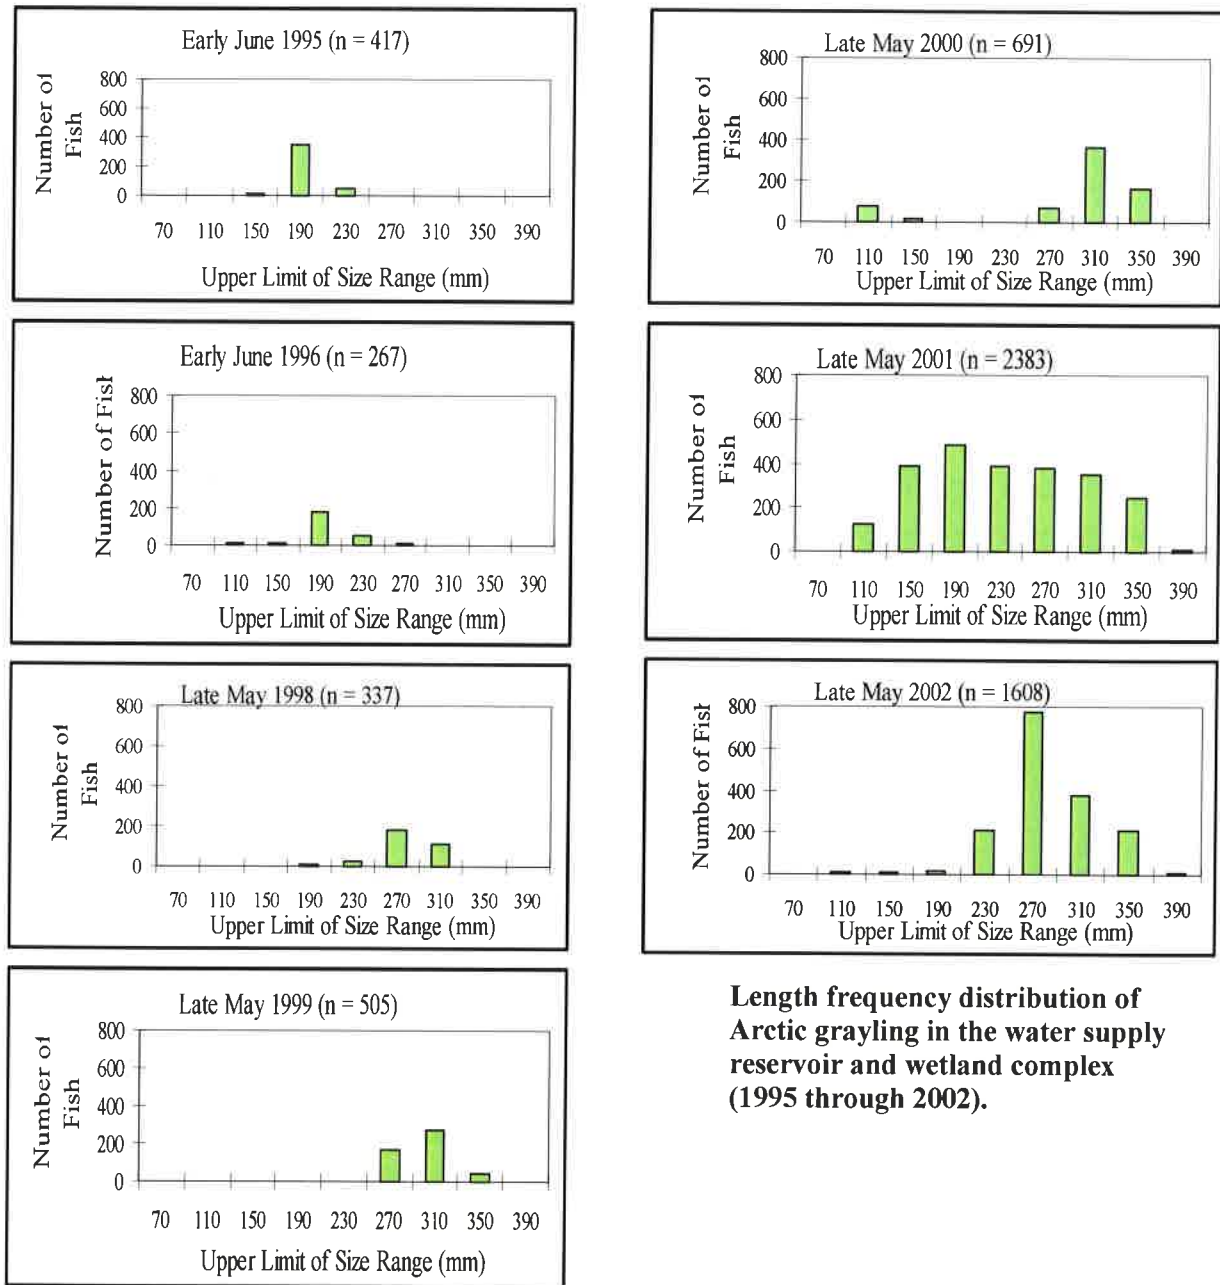 Early June 1995 (n = 417)
Number of
Fish
800
600
400
200
0
70 110 150 190 230 270 310 350 390
Upper Limit of Size Range (mm)
Early June 1996 (n = 267)
Number of Fish
800
600
400
200
0
70 110 150 190 230 270 310 350 390
Upper Limit of Size Range (mm)
Late May 1998 (n = 337)
Number of
Fish
800
600
400
200
0
70 110 150 190 230 270 310 350 390
Upper Limit of Size Range (mm)
Late May 1999 (n = 505)
Number of
Fish
800
600
400
200
0
70 110 150 190 230 270 310 350 390
Upper Limit of Size Range (mm)
Late May 2000 (n = 691)
Number of
Fish
800
600
400
200
0
70 110 150 190 230 270 310 350 390
Upper Limit of Size Range (mm)
Late May 2001 (n = 2383)
Number of
Fish
800
600
400
200
0
70 110 150 190 230 270 310 350 390
Upper Limit of Size Range (mm)
Late May 2002 (n = 1608)
Number of Fish
800
600
400
200
0
70 110 150 190 230 270 310 350 390
Upper Limit of Size Range (mm)
Length frequency distribution of
Arctic grayling in the water supply
reservoir and wetland complex
(1995 through 2002).